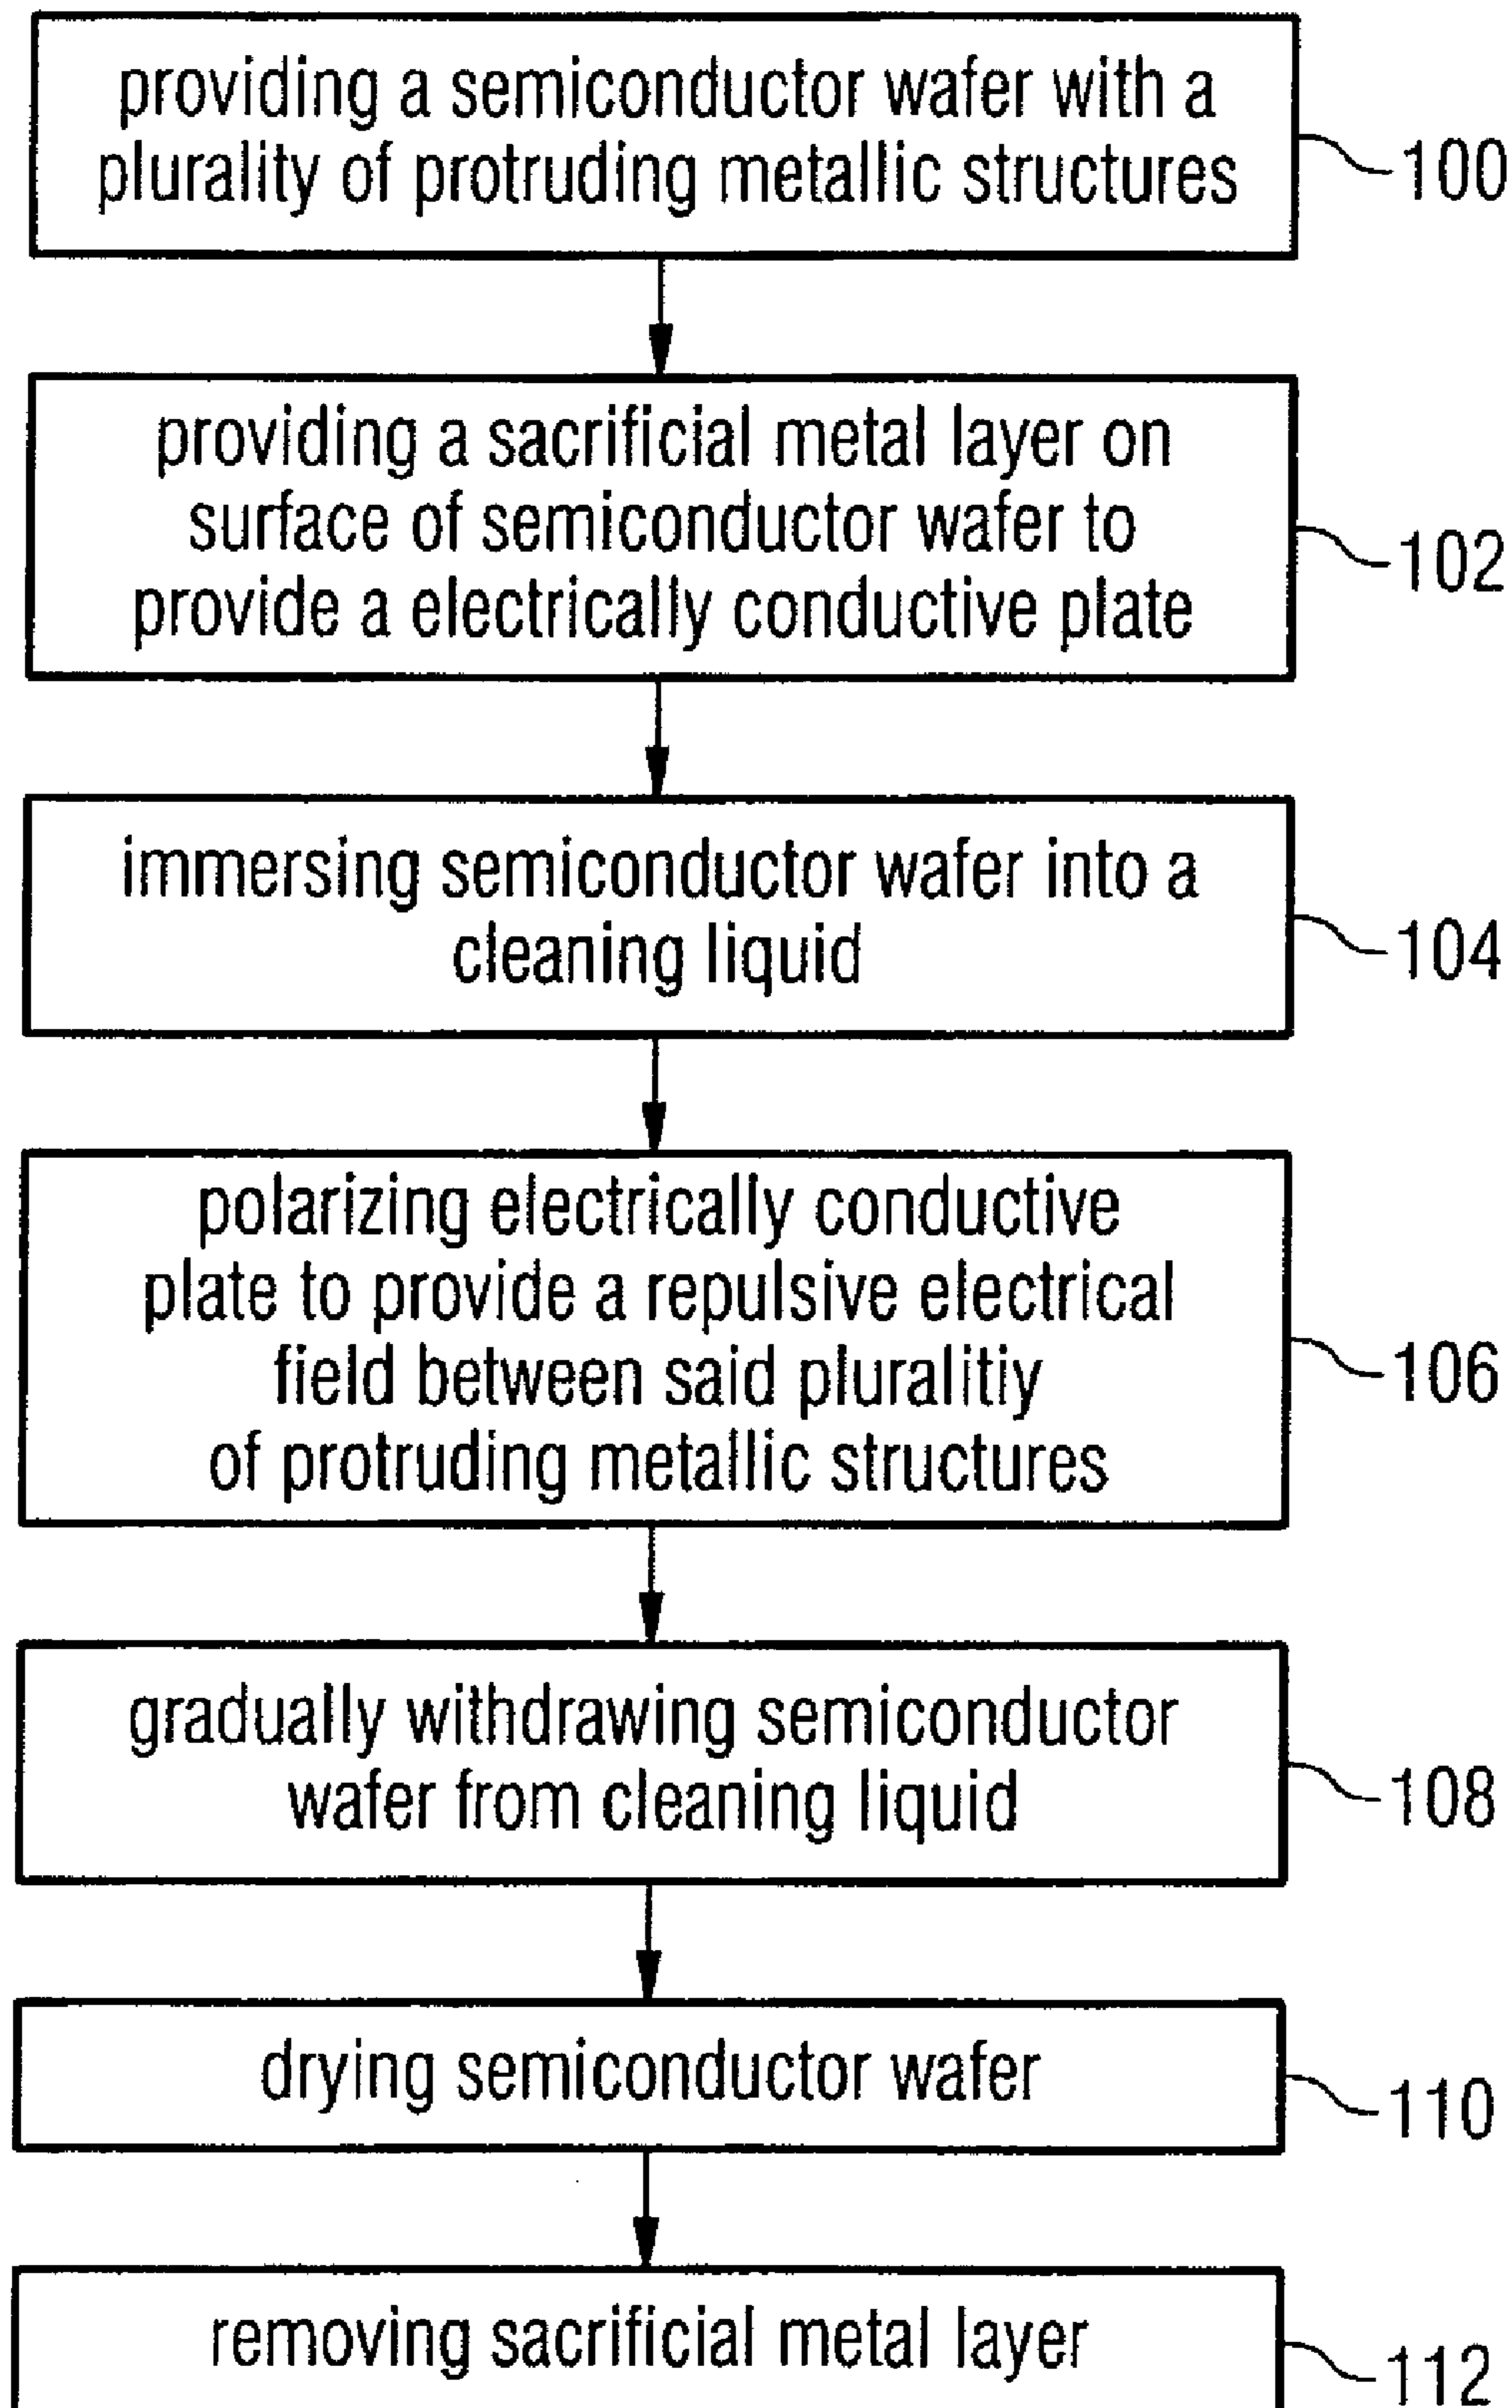 providing a semiconductor wafer with a
plurality of protruding metallic structures
100
providing a sacrificial metal layer on
surface of semiconductor wafer to
provide a electrically conductive plate
102
immersing semiconductor wafer into a
cleaning liquid
104
polarizing electrically conductive
plate to provide a repulsive electrical
field between said pluralitiy
of protruding metallic structures
106
gradually withdrawing semiconductor
wafer from cleaning liquid
108
drying semiconductor wafer
110
removing sacrificial metal layer
112